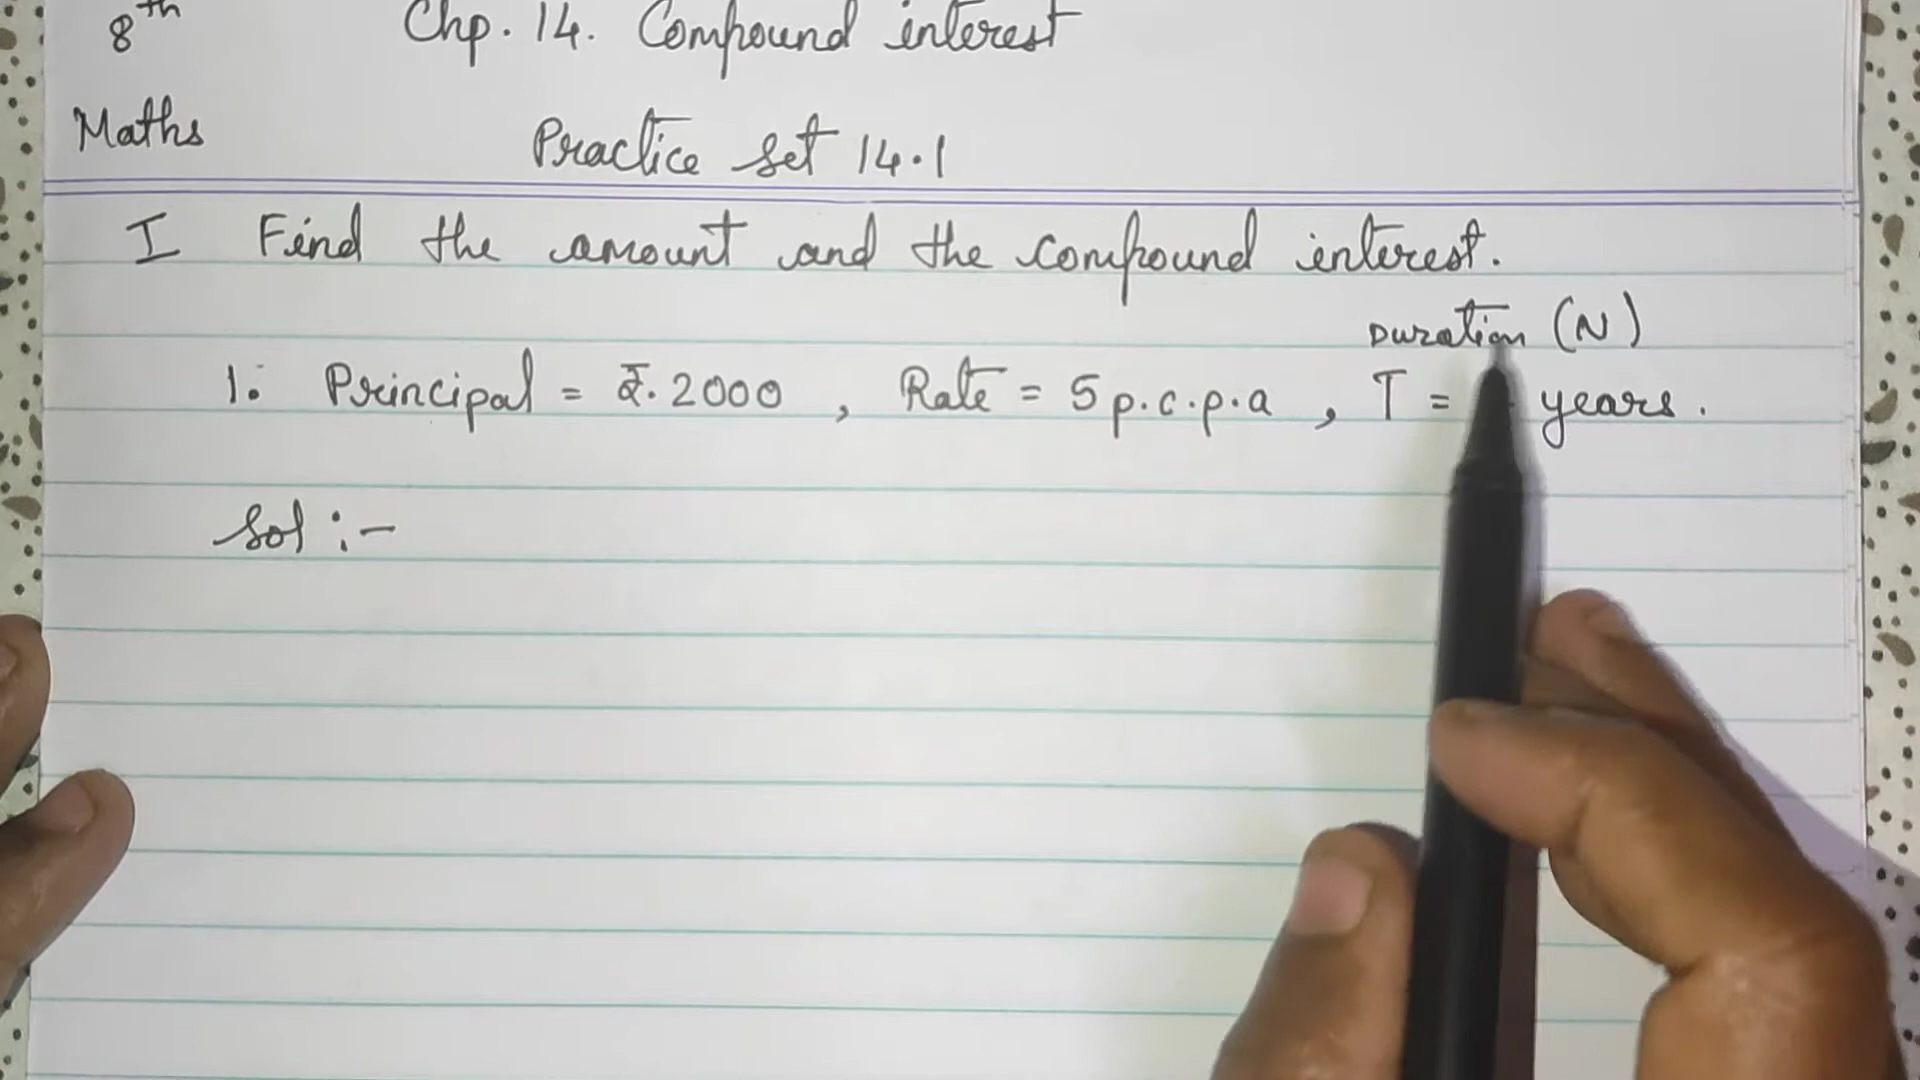 8th Chp. 14. Compound interest
Maths Practice set 14.1
I Find the amount and the compound interest.
Duration (N)
1. Principal = ₹. 2000 , Rate = 5 p.c.p.a , T = years.
Sol :-